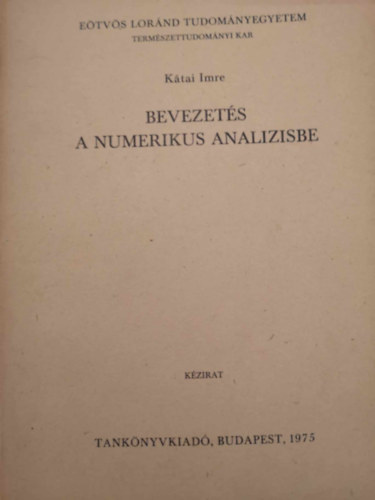 EÖTVÖS LORÁND TUDOMÁNYEGYETEM
TERMÉSZETTUDOMÁNYI KAR
Kátai Imre
BEVEZETÉS
A NUMERIKUS ANALIZISBE
KÉZIRAT
TANKÖNYVKIADÓ, BUDAPEST, 1975